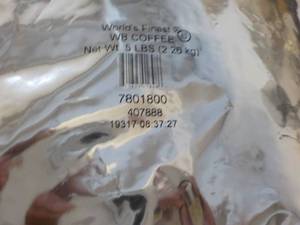 World's Finest
WB COFFEE
Net Wt. 5 LBS (2.26 kg)
7801800
407888
19317 08:37:27